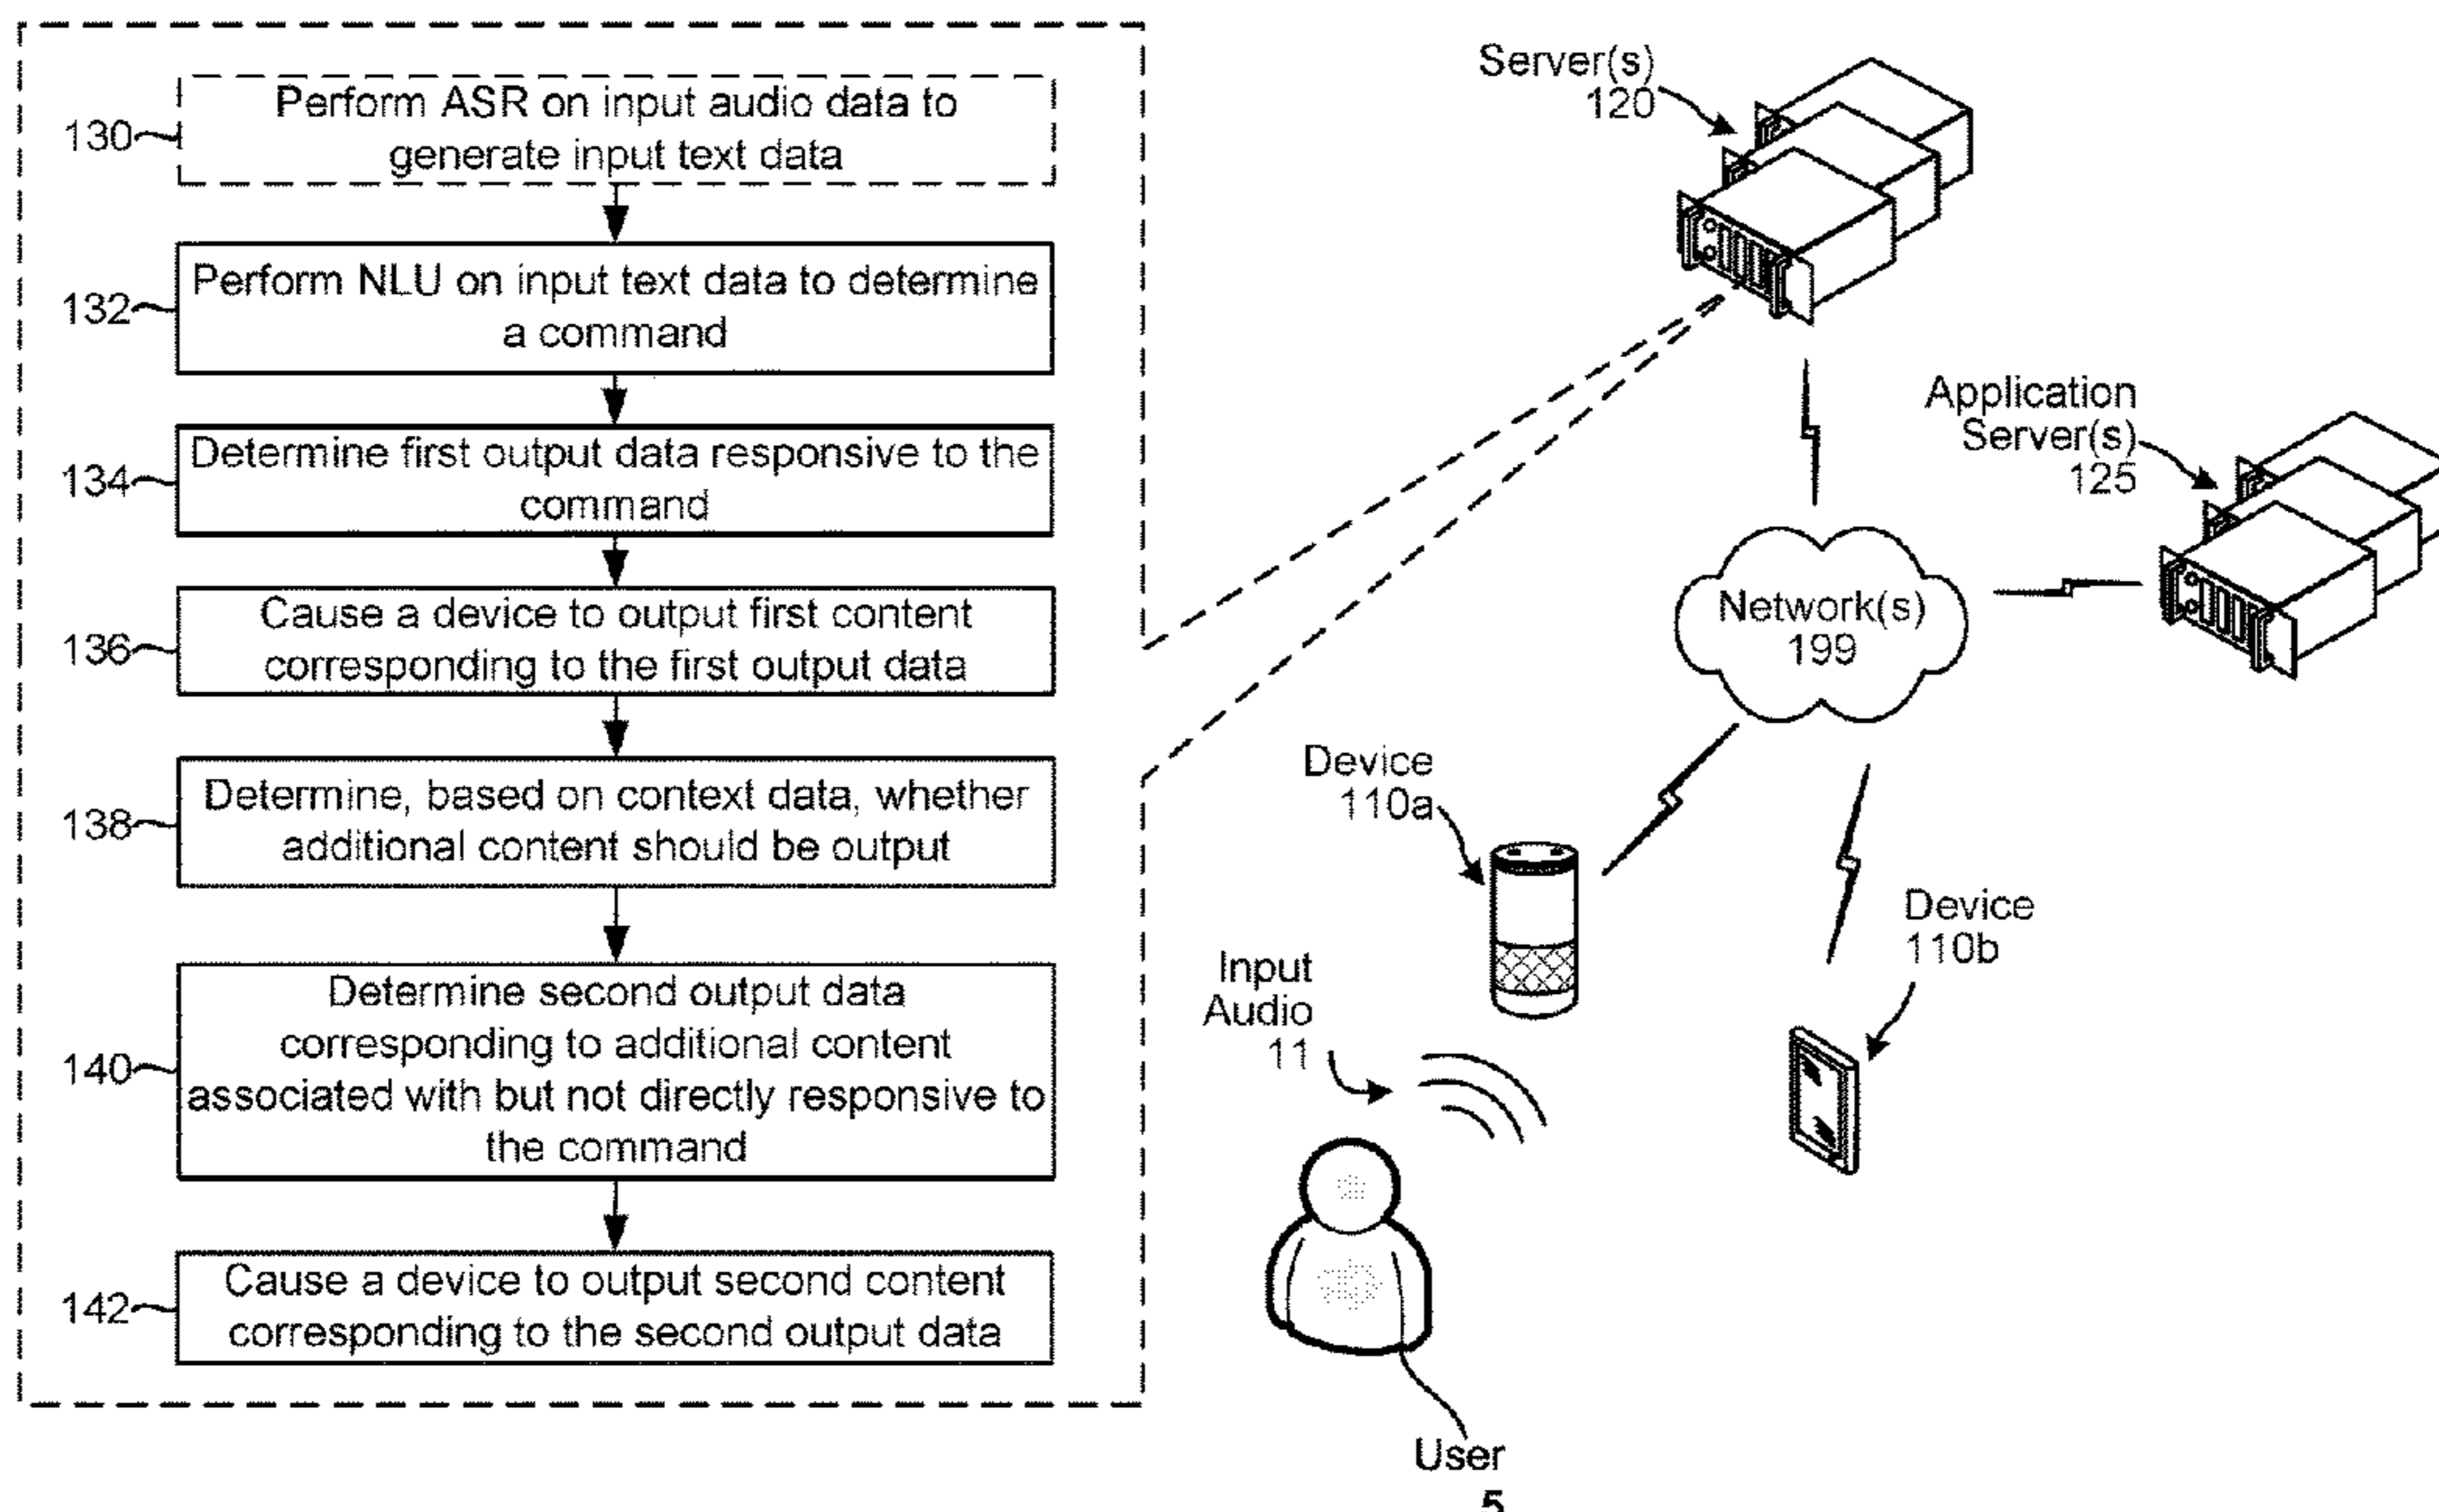 130
Perform ASR on input audio data to
generate input text data
132
Perform NLU on input text data to determine
a command
134
Determine first output data responsive to the
command
136
Cause a device to output first content
corresponding to the first output data
138
Determine, based on context data, whether
additional content should be output
140
Determine second output data
corresponding to additional content
associated with but not directly responsive to
the command
142
Cause a device to output second content
corresponding to the second output data
Server(s)
120
Application
Server(s)
125
Network(s)
199
Device
110a
Device
110b
Input
Audio
11
User
5